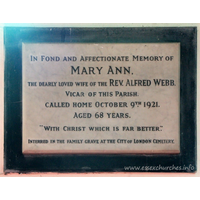 In Fond and Affectionate Memory of
Mary Ann,
the dearly loved wife of the Rev. Alfred Webb,
Vicar of this Parish.
Called Home October 9th 1921.
Aged 68 Years.
"With Christ which is far better."
Interred in the family grave at the City of London Cemetery.
www.essexchurches.info